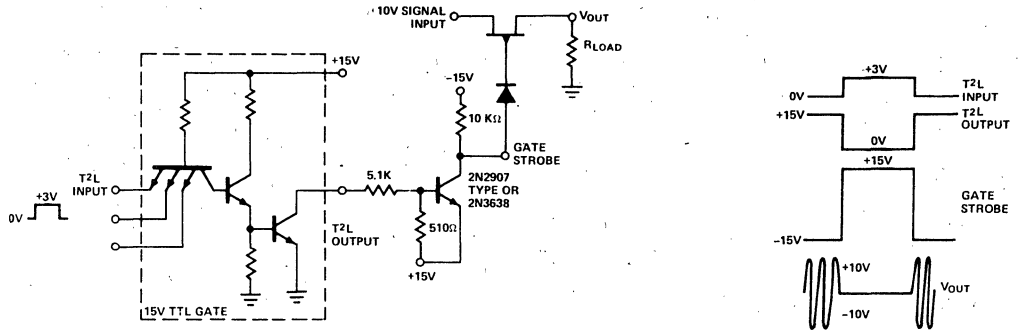 10V SIGNAL
INPUT
VOUT
RLOAD
+15V
-15V
10 KΩ
GATE
STROBE
T²L
INPUT
+3V
0V
5.1K
2N2907
TYPE OR
2N3638
510Ω
T²L
OUTPUT
+15V
15V TTL GATE
+3V
0V
T²L
INPUT
+15V
T²L
OUTPUT
0V
+15V
GATE
STROBE
-15V
+10V
VOUT
-10V